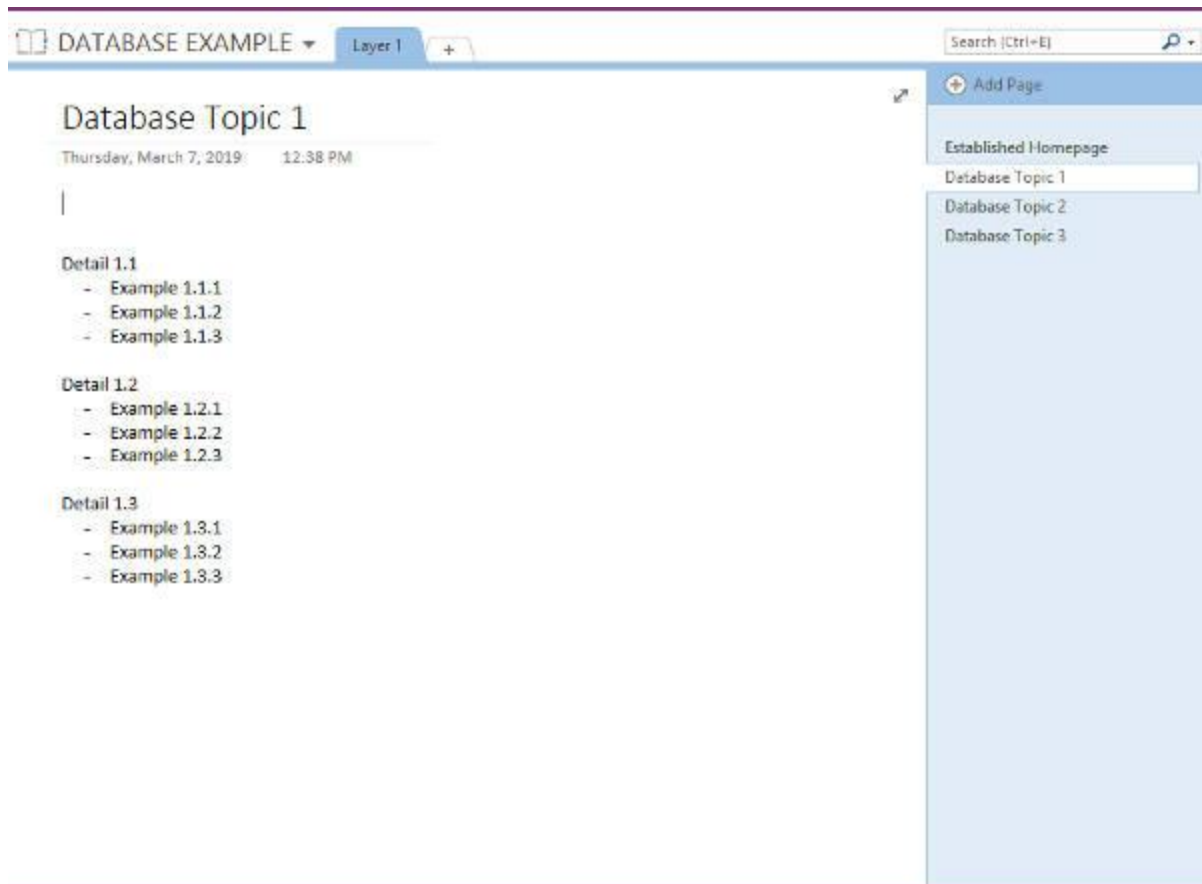 DATABASE EXAMPLE
Layer 1
+
Search (Ctrl+E)
Add Page
Database Topic 1
Thursday, March 7, 2019 12:38 PM
Detail 1.1
- Example 1.1.1
- Example 1.1.2
- Example 1.1.3
Detail 1.2
- Example 1.2.1
- Example 1.2.2
- Example 1.2.3
Detail 1.3
- Example 1.3.1
- Example 1.3.2
- Example 1.3.3
Established Homepage
Database Topic 1
Database Topic 2
Database Topic 3